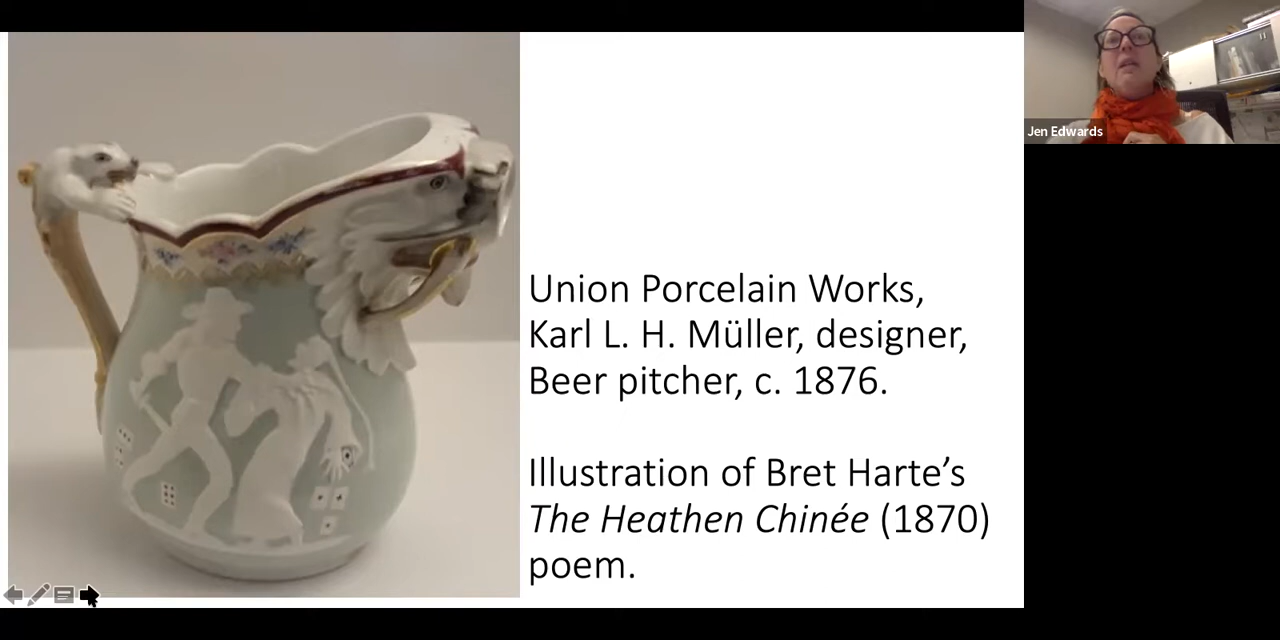 Jen Edwards
Union Porcelain Works,
Karl L. H. Müller, designer,
Beer pitcher, c. 1876.
Illustration of Bret Harte’s
The Heathen Chinée (1870)
poem.